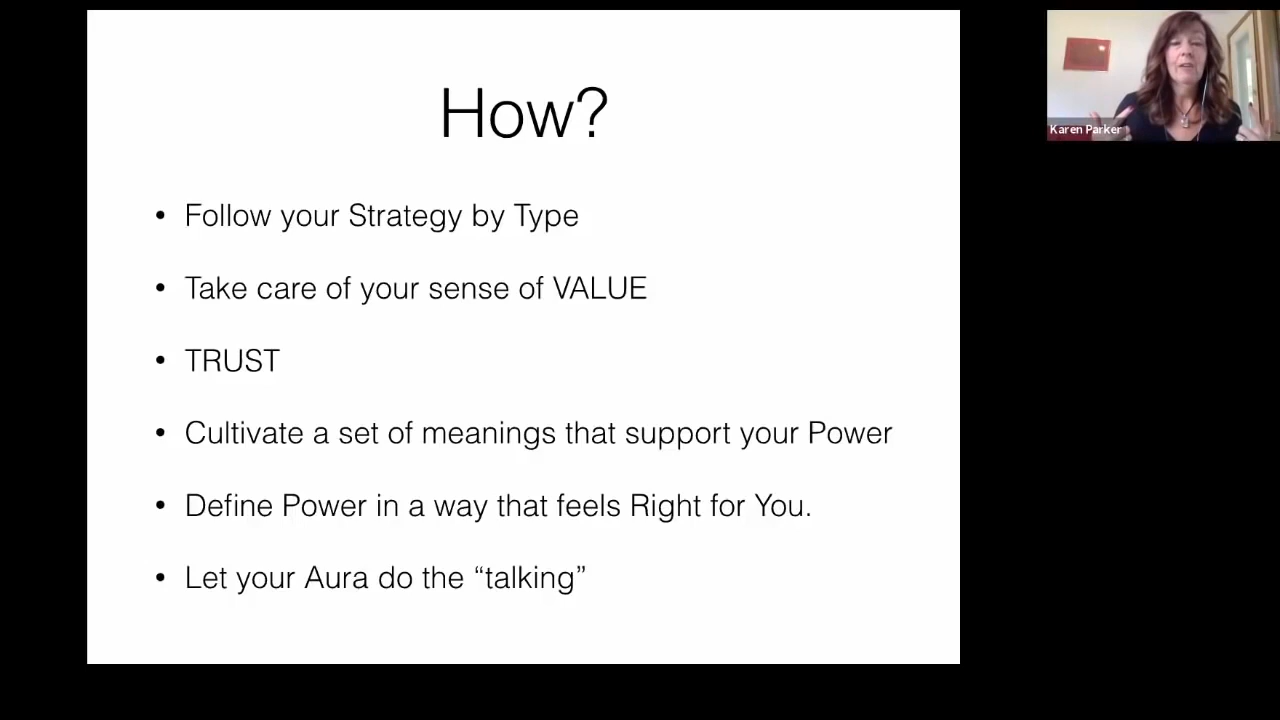 How?
• Follow your Strategy by Type
• Take care of your sense of VALUE
• TRUST
• Cultivate a set of meanings that support your Power
• Define Power in a way that feels Right for You.
• Let your Aura do the “talking”
Karen Parker